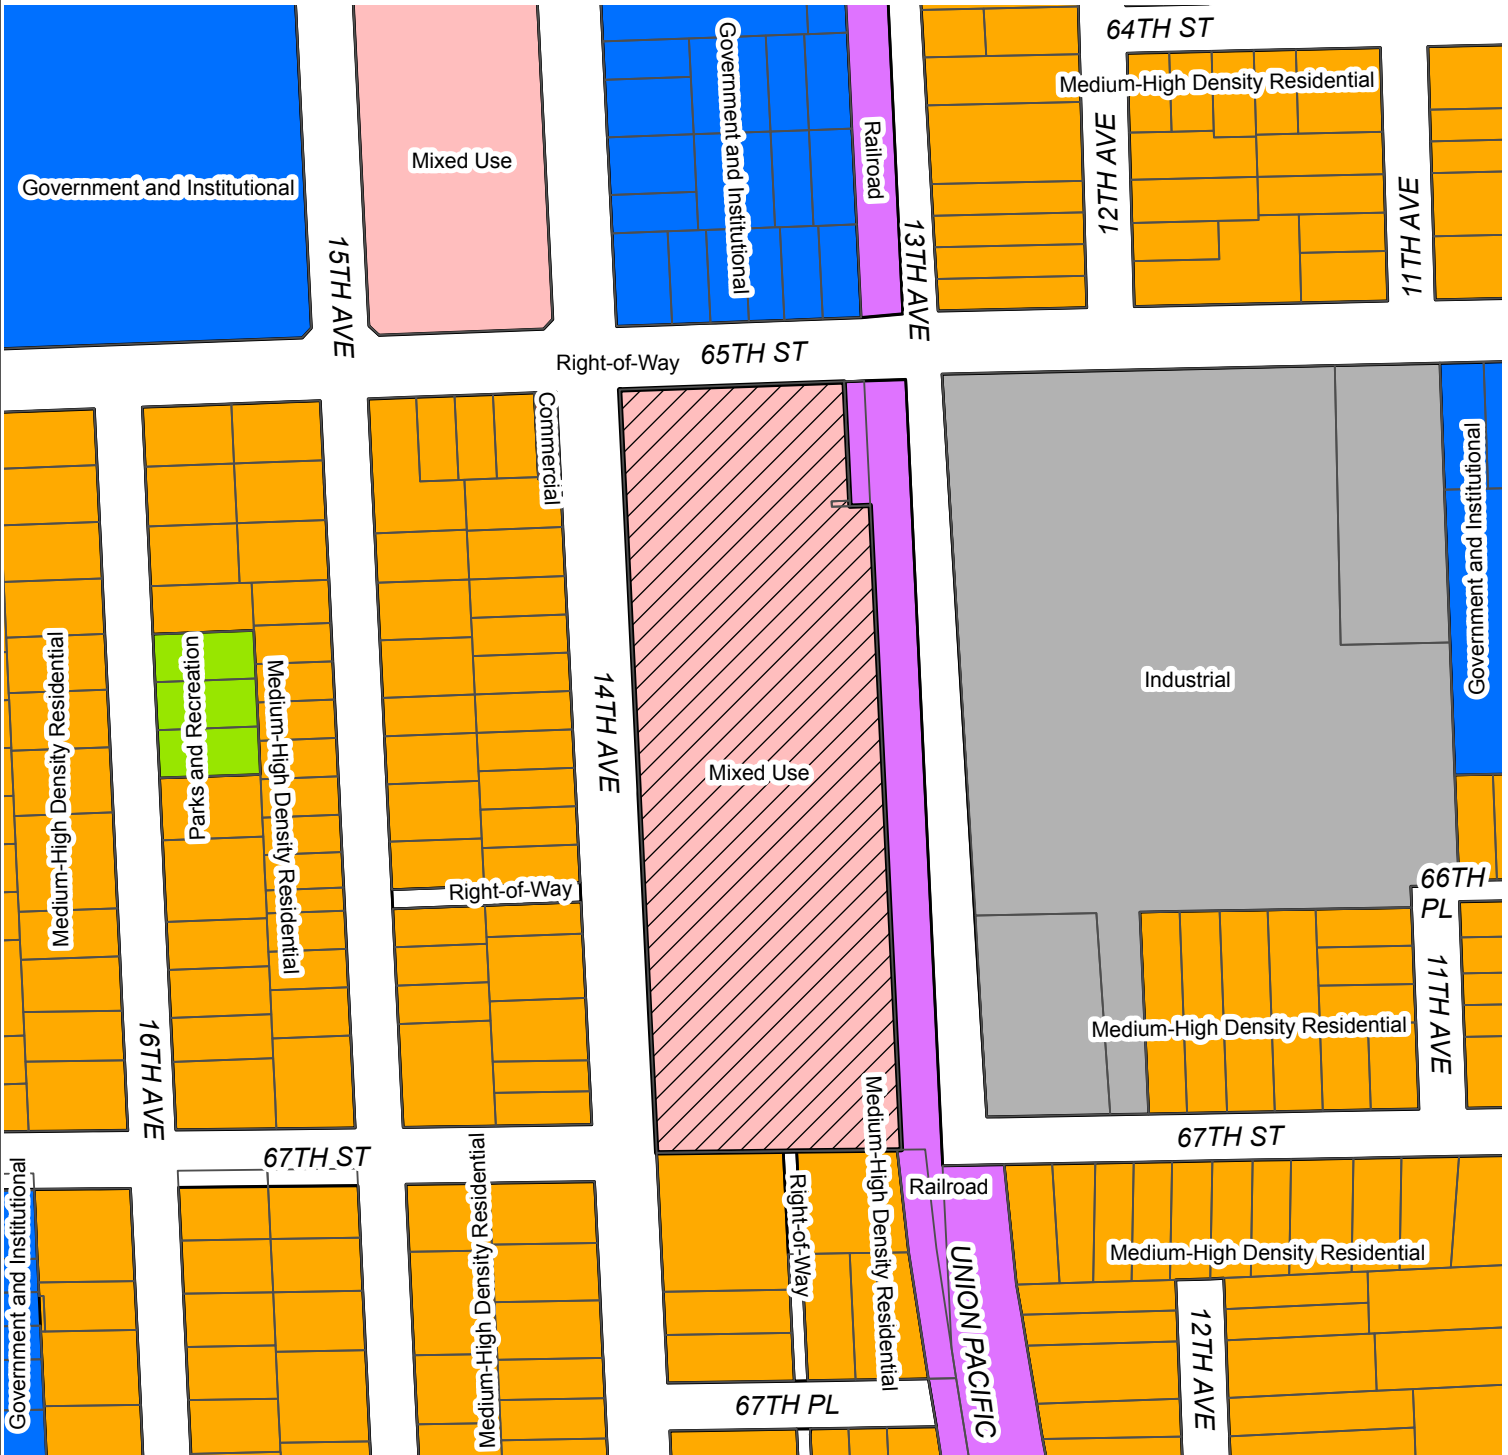 64TH ST
Medium-High Density Residential
Government and Institutional
Mixed Use
Government and Institutional
Railroad
12TH AVE
11TH AVE
15TH AVE
13TH AVE
Right-of-Way
65TH ST
Commercial
Government and Institutional
Medium-High Density Residential
Parks and Recreation
Medium-High Density Residential
14TH AVE
Industrial
Mixed Use
Right-of-Way
66TH
PL
11TH AVE
Medium-High Density Residential
16TH AVE
67TH ST
67TH ST
Government and Institutional
Medium-High Density Residential
Right-of-Way
Medium-High Density Residential
Railroad
UNION PACIFIC
Medium-High Density Residential
12TH AVE
67TH PL